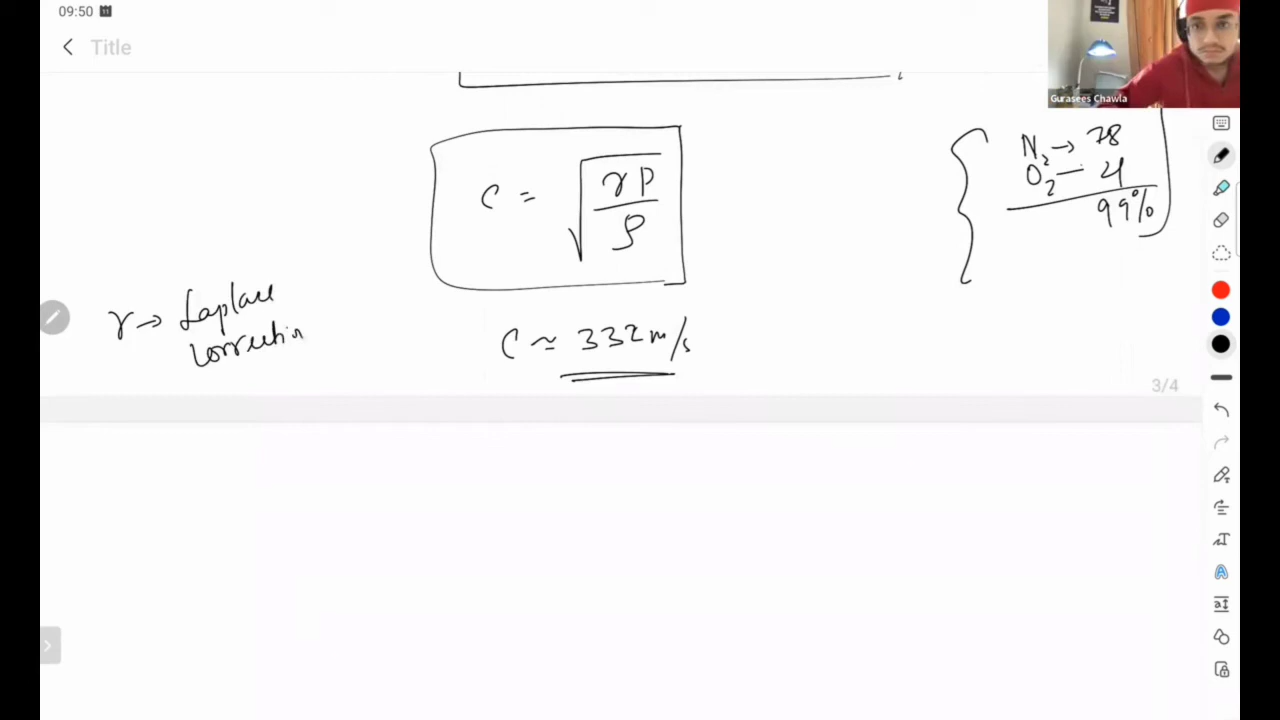 09:50
Title
Gurasees Chawla
N₂ → 78
O₂ — 21
99%
C = √(γP/ρ)
γ → Laplace
correction
C ≈ 332 m/s
3/4